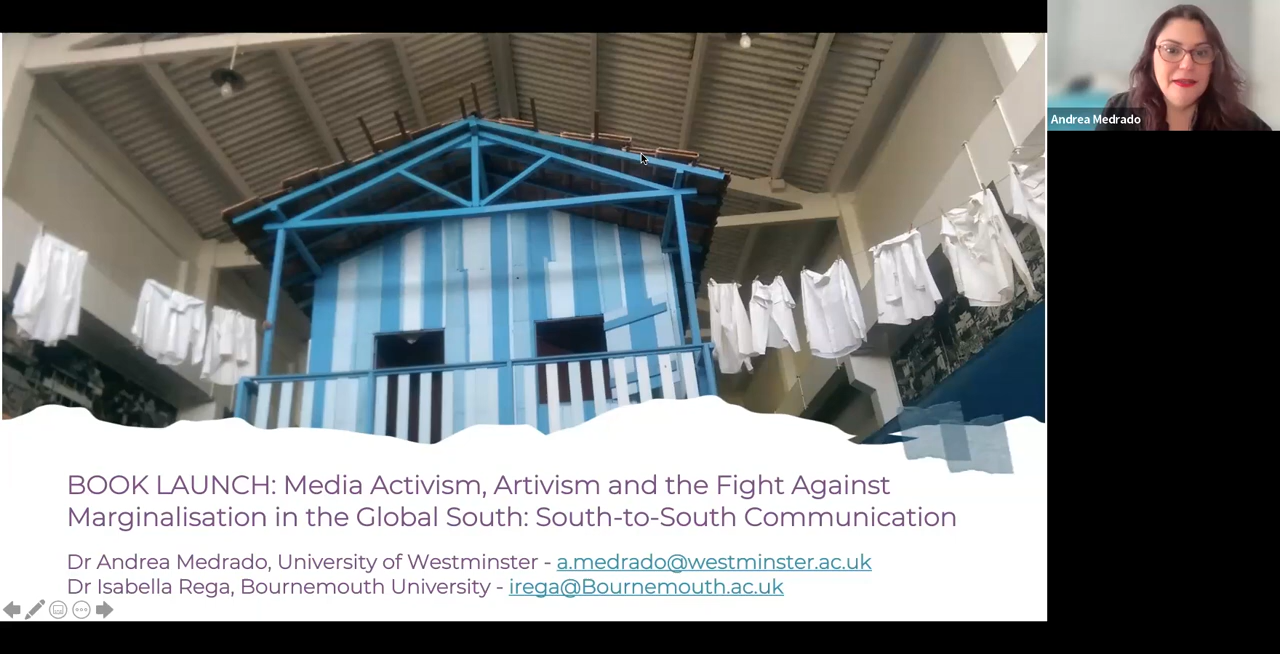 Andrea Medrado
BOOK LAUNCH: Media Activism, Artivism and the Fight Against
Marginalisation in the Global South: South-to-South Communication
Dr Andrea Medrado, University of Westminster - a.medrado@westminster.ac.uk
Dr Isabella Rega, Bournemouth University - irega@Bournemouth.ac.uk